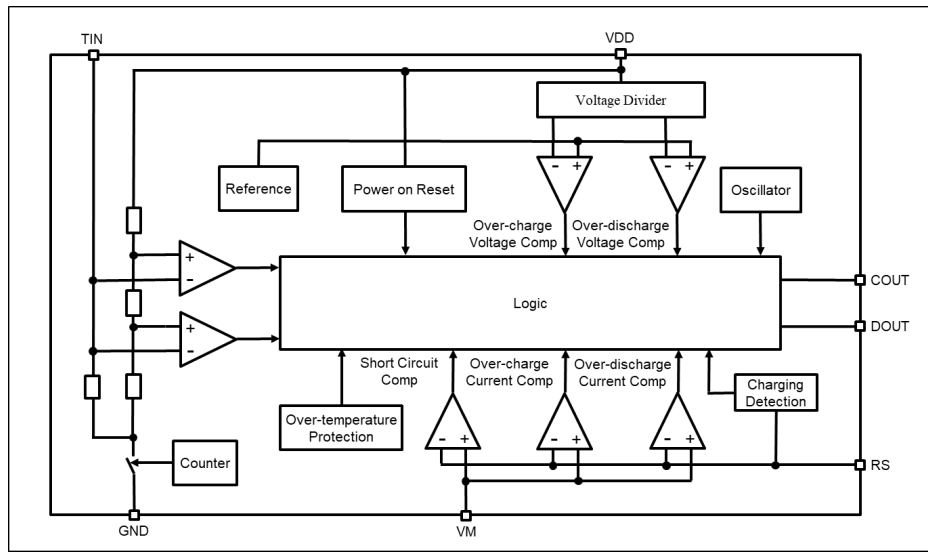 TIN
VDD
Voltage Divider
- +
- +
Reference
Power on Reset
Oscillator
Over-charge
Voltage Comp
Over-discharge
Voltage Comp
+
-
Logic
COUT
+
-
DOUT
Short Circuit
Comp
Over-charge
Current Comp
Over-discharge
Current Comp
Charging
Detection
Over-temperature
Protection
- +
- +
- +
Counter
RS
GND
VM